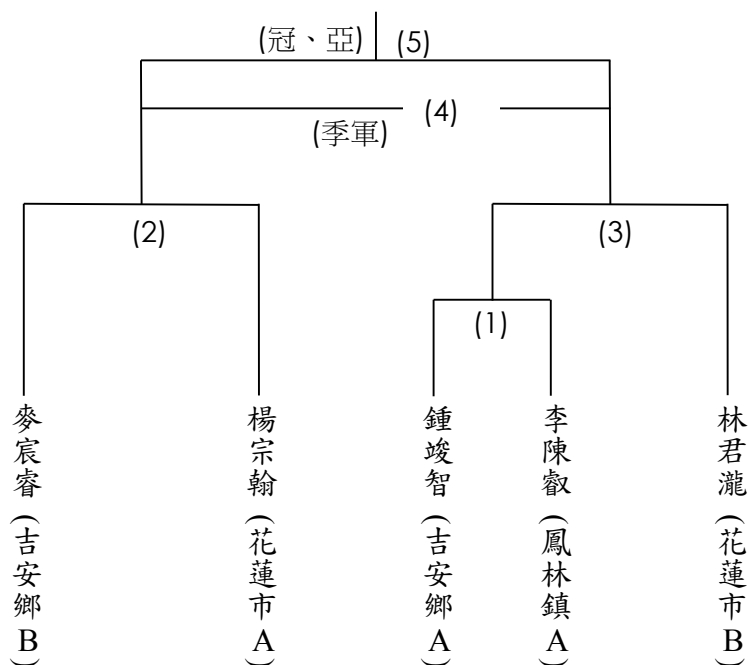 (冠、亞) (5)
(4)
(季軍)
(2)
(3)
(1)
麥宸睿(吉安鄉B)
楊宗翰(花蓮市A)
鍾竣智(吉安鄉A)
李陳叡(鳳林鎮A)
林君瀧(花蓮市B)